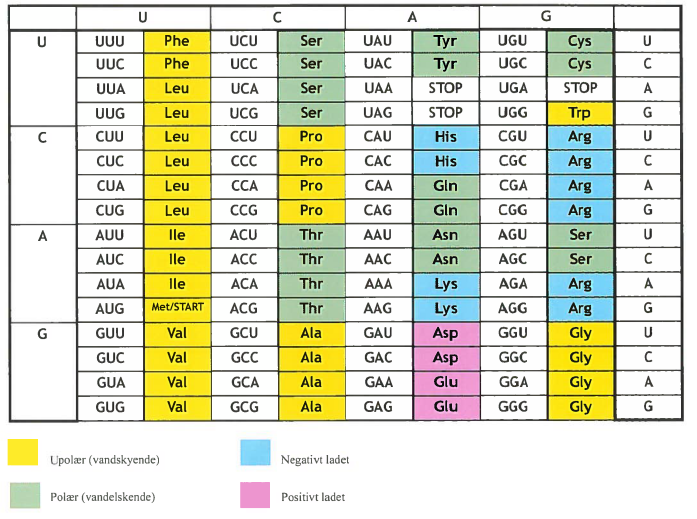 U C A G
U UUU Phe UCU Ser UAU Tyr UGU Cys U
UUC Phe UCC Ser UAC Tyr UGC Cys C
UUA Leu UCA Ser UAA STOP UGA STOP A
UUG Leu UCG Ser UAG STOP UGG Trp G
C CUU Leu CCU Pro CAU His CGU Arg U
CUC Leu CCC Pro CAC His CGC Arg C
CUA Leu CCA Pro CAA Gln CGA Arg A
CUG Leu CCG Pro CAG Gln CGG Arg G
A AUU Ile ACU Thr AAU Asn AGU Ser U
AUC Ile ACC Thr AAC Asn AGC Ser C
AUA Ile ACA Thr AAA Lys AGA Arg A
AUG Met/START ACG Thr AAG Lys AGG Arg G
G GUU Val GCU Ala GAU Asp GGU Gly U
GUC Val GCC Ala GAC Asp GGC Gly C
GUA Val GCA Ala GAA Glu GGA Gly A
GUG Val GCG Ala GAG Glu GGG Gly G
Upolær (vandskyende) Negativt ladet
Polær (vandelskende) Positivt ladet